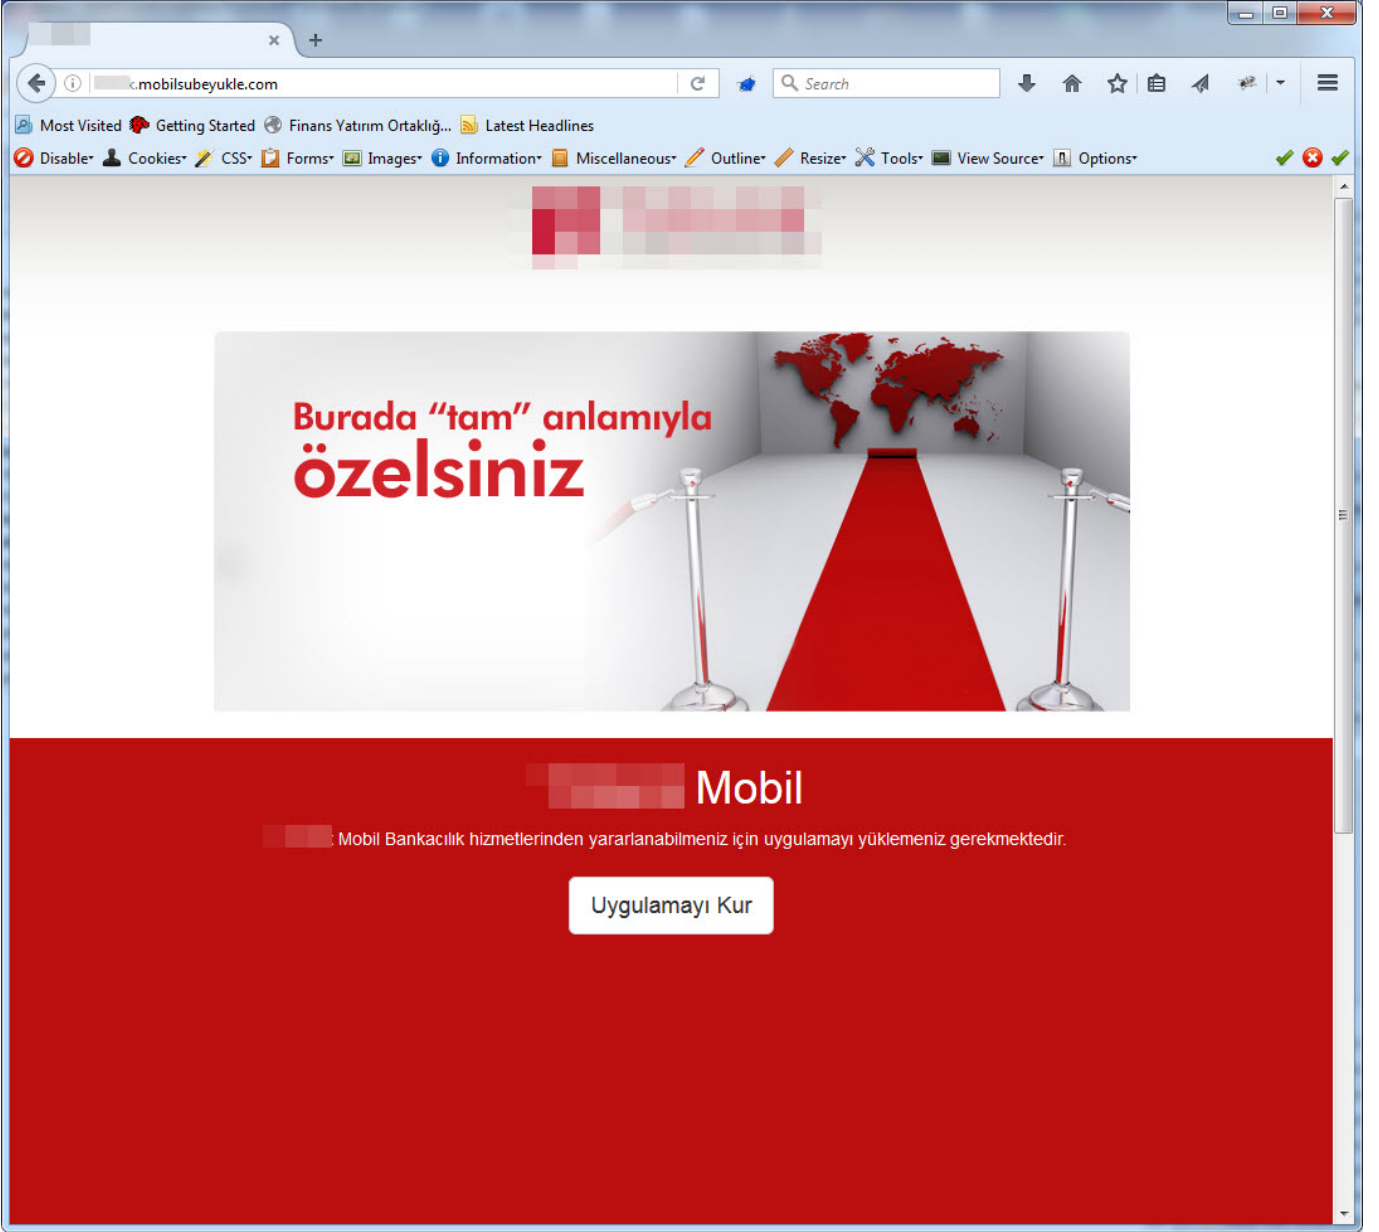 .mobilsubeyukle.com
Search
Most Visited Getting Started Finans Yatırım Ortaklığ... Latest Headlines
Disable Cookies CSS Forms Images Information Miscellaneous Outline Resize Tools View Source Options
Burada “tam” anlamıyla
özelsiniz
Mobil
Mobil Bankacılık hizmetlerinden yararlanabilmeniz için uygulamayı yüklemeniz gerekmektedir.
Uygulamayı Kur